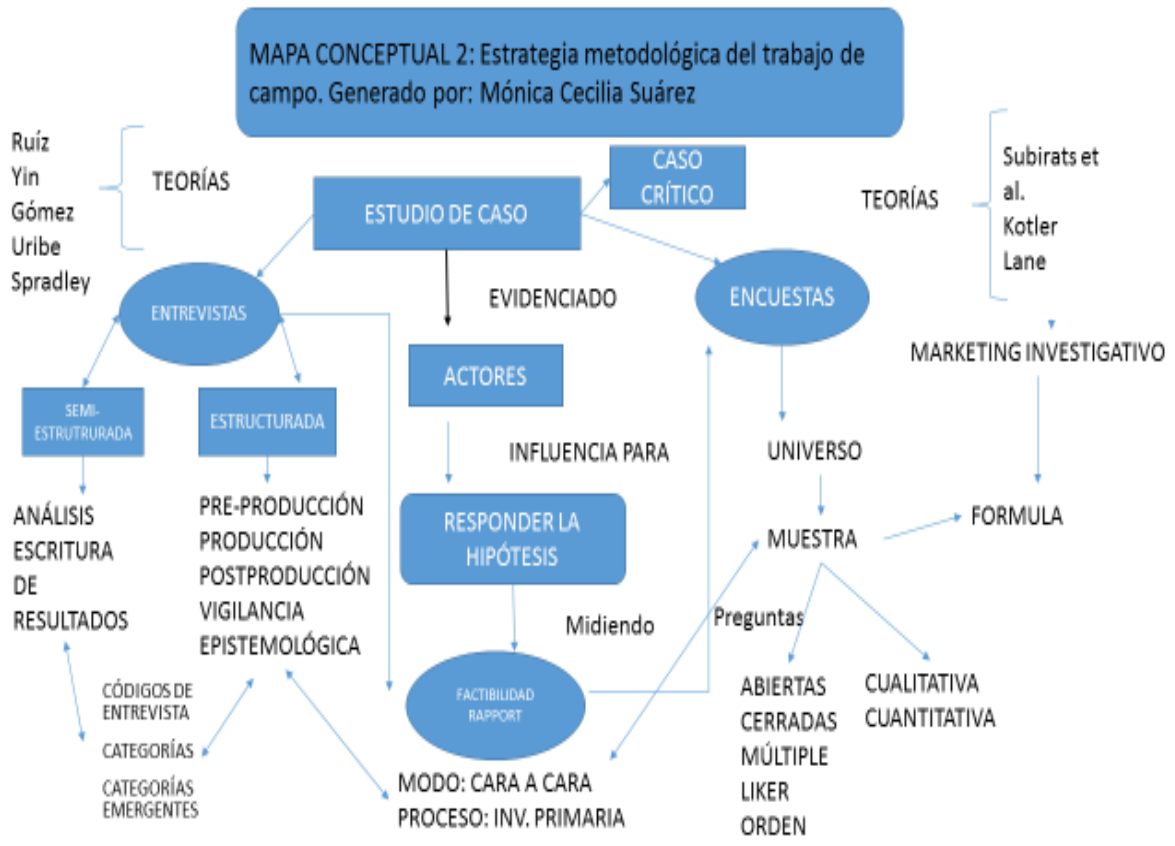 MAPA CONCEPTUAL 2: Estrategia metodológica del trabajo de
campo. Generado por: Mónica Cecilia Suárez
Ruíz
Yin
Gómez
Uribe
Spradley
TEORÍAS
ESTUDIO DE CASO
CASO
CRÍTICO
TEORÍAS
Subirats et
al.
Kotler
Lane
ENTREVISTAS
EVIDENCIADO
ENCUESTAS
MARKETING INVESTIGATIVO
SEMI-
ESTRUTRURADA
ESTRUCTURADA
ACTORES
INFLUENCIA PARA
UNIVERSO
ANÁLISIS
ESCRITURA
DE
RESULTADOS
PRE-PRODUCCIÓN
PRODUCCIÓN
POSTPRODUCCIÓN
VIGILANCIA
EPISTEMOLÓGICA
RESPONDER LA
HIPÓTESIS
MUESTRA
FORMULA
Midiendo
Preguntas
CÓDIGOS DE
ENTREVISTA
CATEGORÍAS
CATEGORÍAS
EMERGENTES
FACTIBILIDAD
RAPPORT
MODO: CARA A CARA
PROCESO: INV. PRIMARIA
ABIERTAS
CERRADAS
MÚLTIPLE
LIKER
ORDEN
CUALITATIVA
CUANTITATIVA